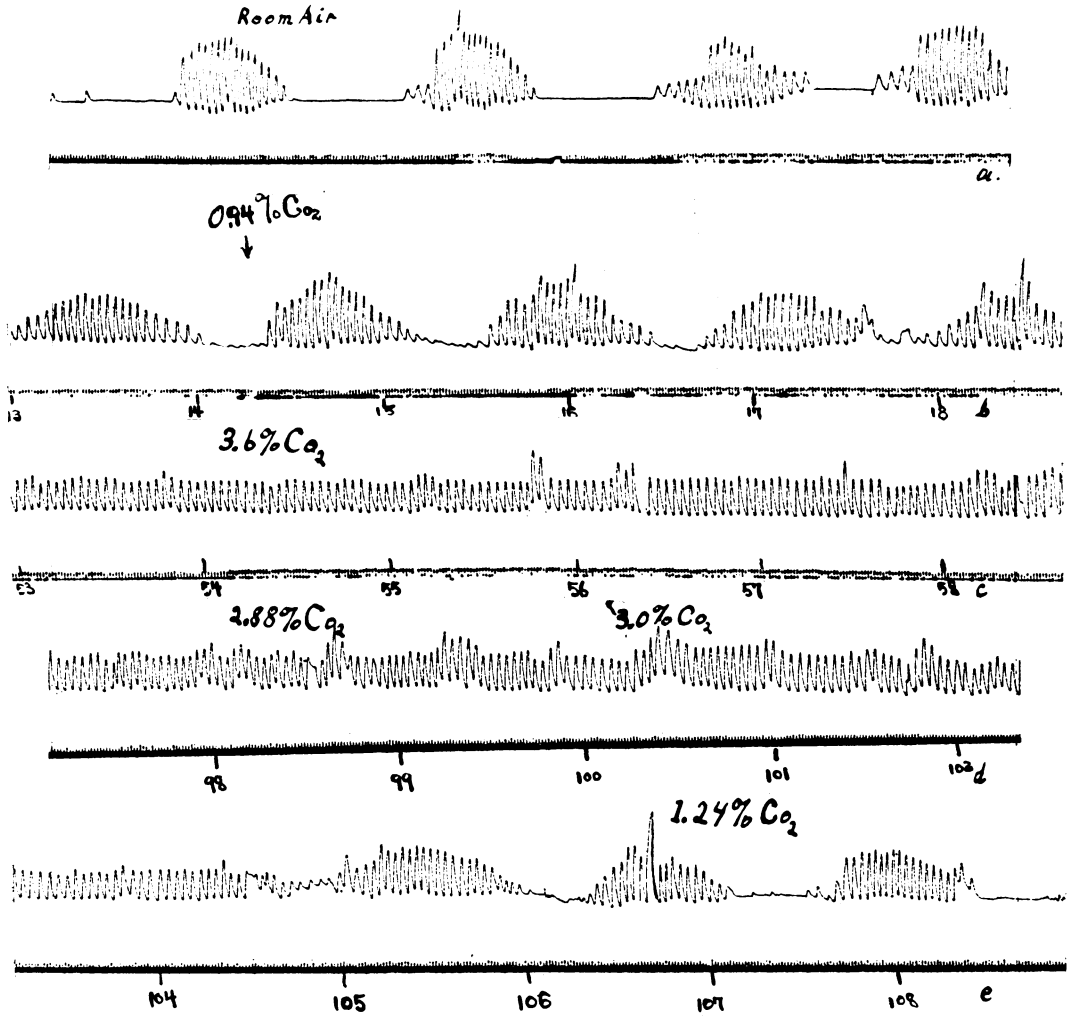 Room Air
a.
0.94% Co2
13 14 15 16 17 18 b
3.6% Co2
53 54 55 56 57 58 c
2.88% Co2 3.0% Co2
98 99 100 101 102 d
1.24% Co2
104 105 106 107 108 e